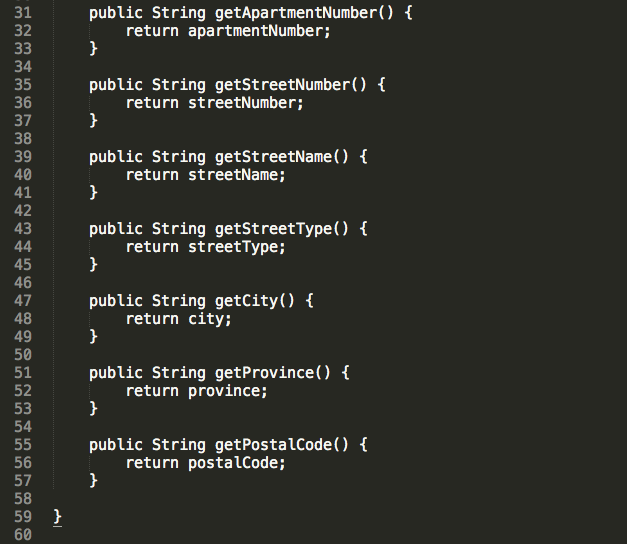 31 public String getApartmentNumber() {
32 return apartmentNumber;
33 }
34
35 public String getStreetNumber() {
36 return streetNumber;
37 }
38
39 public String getStreetName() {
40 return streetName;
41 }
42
43 public String getStreetType() {
44 return streetType;
45 }
46
47 public String getCity() {
48 return city;
49 }
50
51 public String getProvince() {
52 return province;
53 }
54
55 public String getPostalCode() {
56 return postalCode;
57 }
58
59 }
60